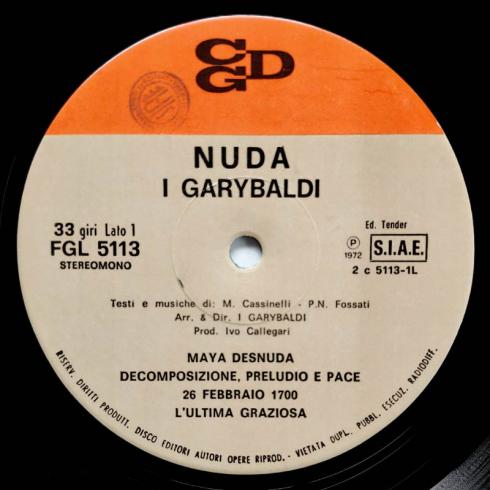 CGD
NUDA
I GARYBALDI
33 giri Lato 1
FGL 5113
STEREOMONO
Ed. Tender
P
1972
S.I.A.E.
2 c 5113-1L
Testi e musiche di: M. Cassinelli - P.N. Fossati
Arr. & Dir. I GARYBALDI
Prod. Ivo Callegari
MAYA DESNUDA
DECOMPOSIZIONE, PRELUDIO E PACE
26 FEBBRAIO 1700
L'ULTIMA GRAZIOSA
RISERV. DIRITTI PRODUTT. DISCO EDITORI AUTORI OPERE RIPROD. - VIETATA DUPL. PUBBL. ESECUZ. RADIODIFF.